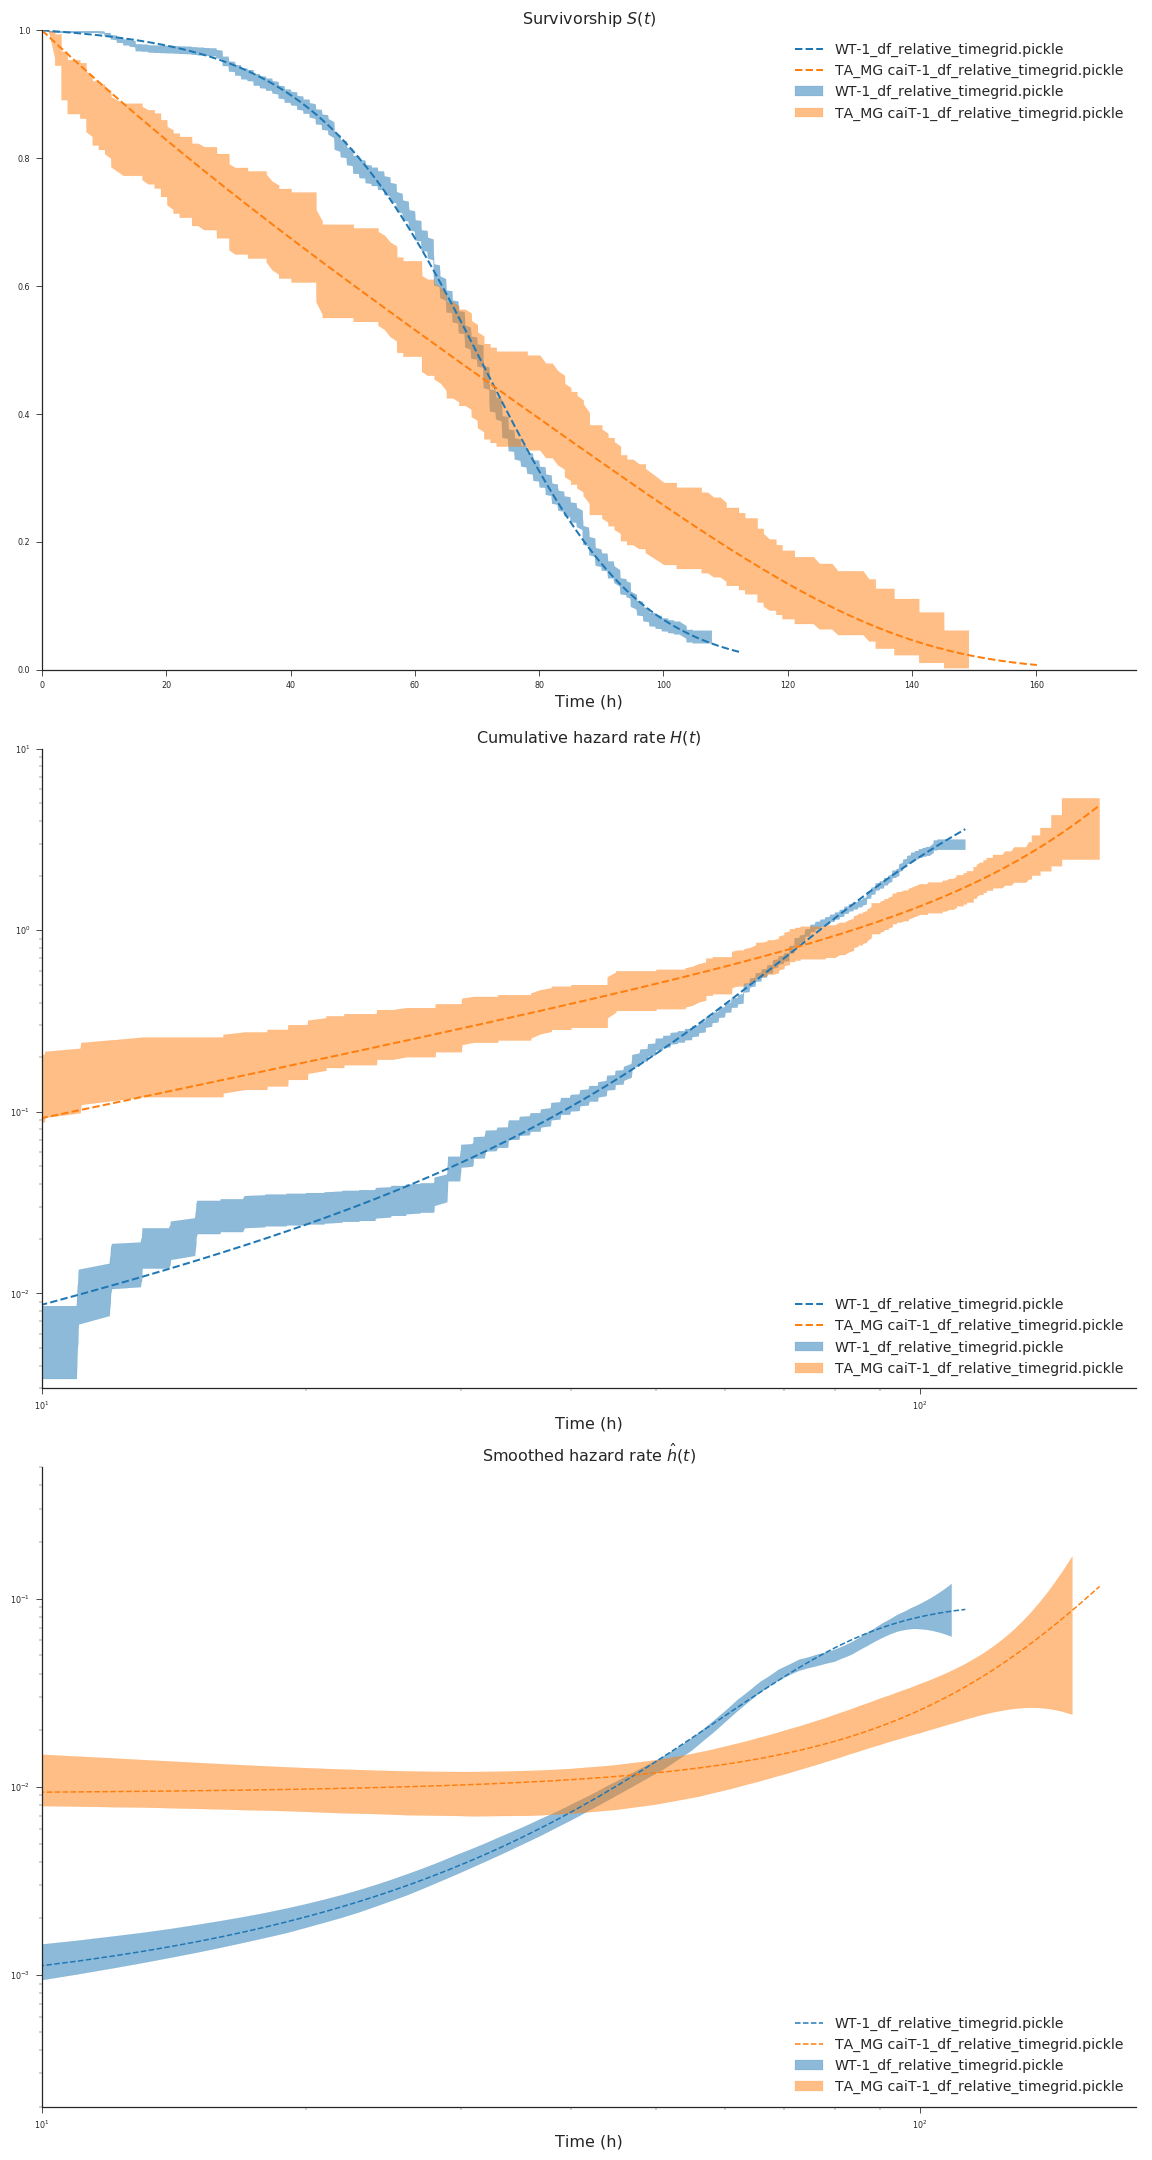 Survivorship S(t)
1.0
0.8
0.6
0.4
0.2
0.0
WT-1_df_relative_timegrid.pickle
TA_MG caiT-1_df_relative_timegrid.pickle
WT-1_df_relative_timegrid.pickle
TA_MG caiT-1_df_relative_timegrid.pickle
0 20 40 60 80 100 120 140 160
Time (h)
Cumulative hazard rate H(t)
10¹
10⁰
10⁻¹
10⁻²
WT-1_df_relative_timegrid.pickle
TA_MG caiT-1_df_relative_timegrid.pickle
WT-1_df_relative_timegrid.pickle
TA_MG caiT-1_df_relative_timegrid.pickle
10¹ 10²
Time (h)
Smoothed hazard rate ĥ(t)
10⁻¹
10⁻²
10⁻³
WT-1_df_relative_timegrid.pickle
TA_MG caiT-1_df_relative_timegrid.pickle
WT-1_df_relative_timegrid.pickle
TA_MG caiT-1_df_relative_timegrid.pickle
10¹ 10²
Time (h)